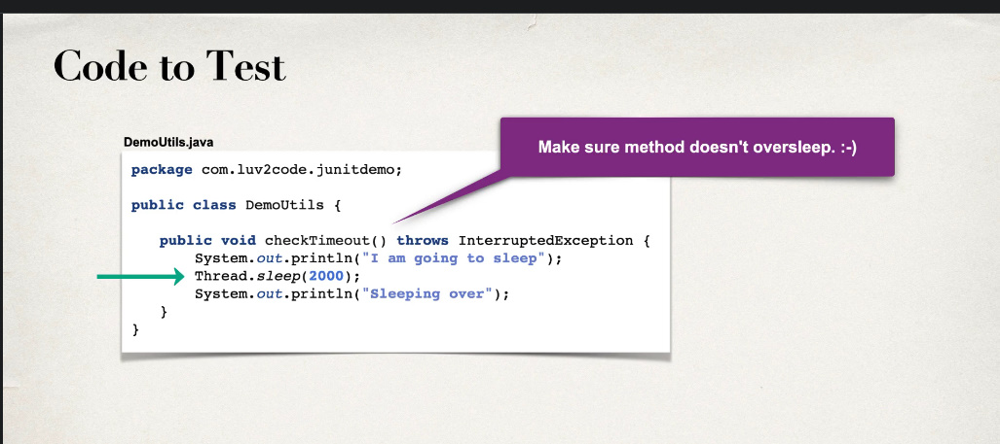 Code to Test
Make sure method doesn't oversleep. :-)
DemoUtils.java
package com.luv2code.junitdemo;
public class DemoUtils {
public void checkTimeout() throws InterruptedException {
System.out.println("I am going to sleep");
Thread.sleep(2000);
System.out.println("Sleeping over");
}
}